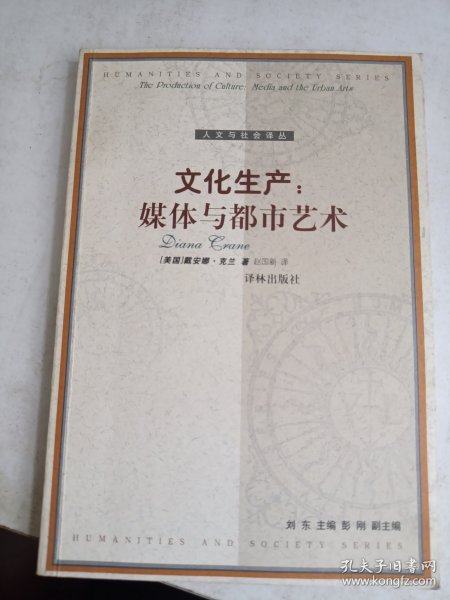 HUMANITIES AND SOCIETY SERIES
The Production of Culture: Media and the Urban Arts
人文与社会译丛
文化生产：
媒体与都市艺术
Diana Crane
［美国］戴安娜·克兰 著 赵国新 译
译林出版社
刘东 主编 彭刚 副主编
HUMANITIES AND SOCIETY SERIES
孔夫子旧书网
www.kongfz.com